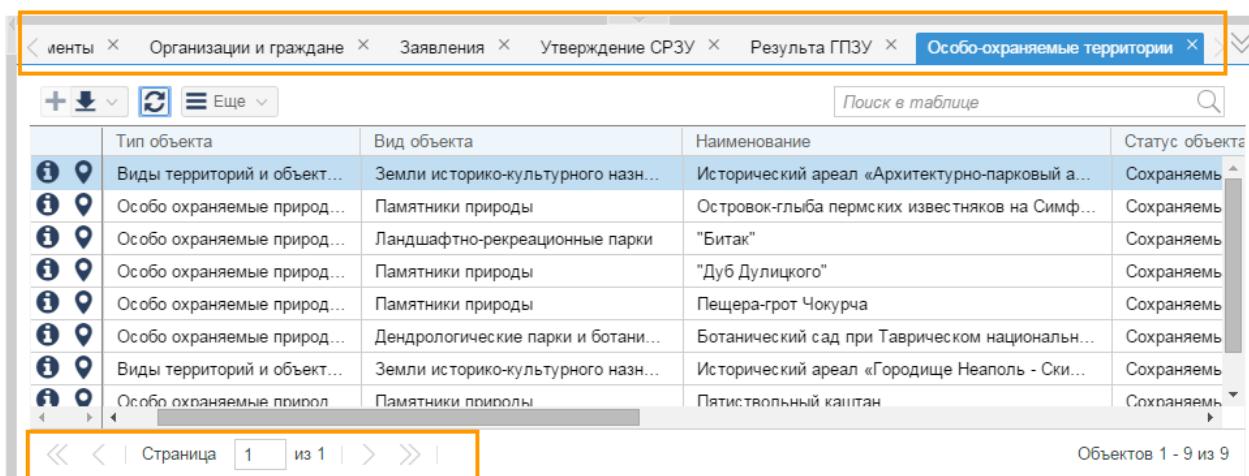 менты Организации и граждане Заявления Утверждение СРЗУ Результа ГПЗУ Особо-охраняемые территории
Еще Поиск в таблице
Тип объекта Вид объекта Наименование Статус объекта
Виды территорий и объект... Земли историко-культурного назн... Исторический ареал «Архитектурно-парковый а... Сохраняемь
Особо охраняемые природ... Памятники природы Островок-глыба пермских известняков на Симф... Сохраняемь
Особо охраняемые природ... Ландшафтно-рекреационные парки "Битак" Сохраняемь
Особо охраняемые природ... Памятники природы "Дуб Дулицкого" Сохраняемь
Особо охраняемые природ... Памятники природы Пещера-грот Чокурча Сохраняемь
Особо охраняемые природ... Дендрологические парки и ботани... Ботанический сад при Таврическом национальн... Сохраняемь
Виды территорий и объект... Земли историко-культурного назн... Исторический ареал «Городище Неаполь - Ски... Сохраняемь
Особо охраняемые природ Памятники природы Пятиствольный каштан Сохраняемь
Страница 1 из 1 Объектов 1 - 9 из 9